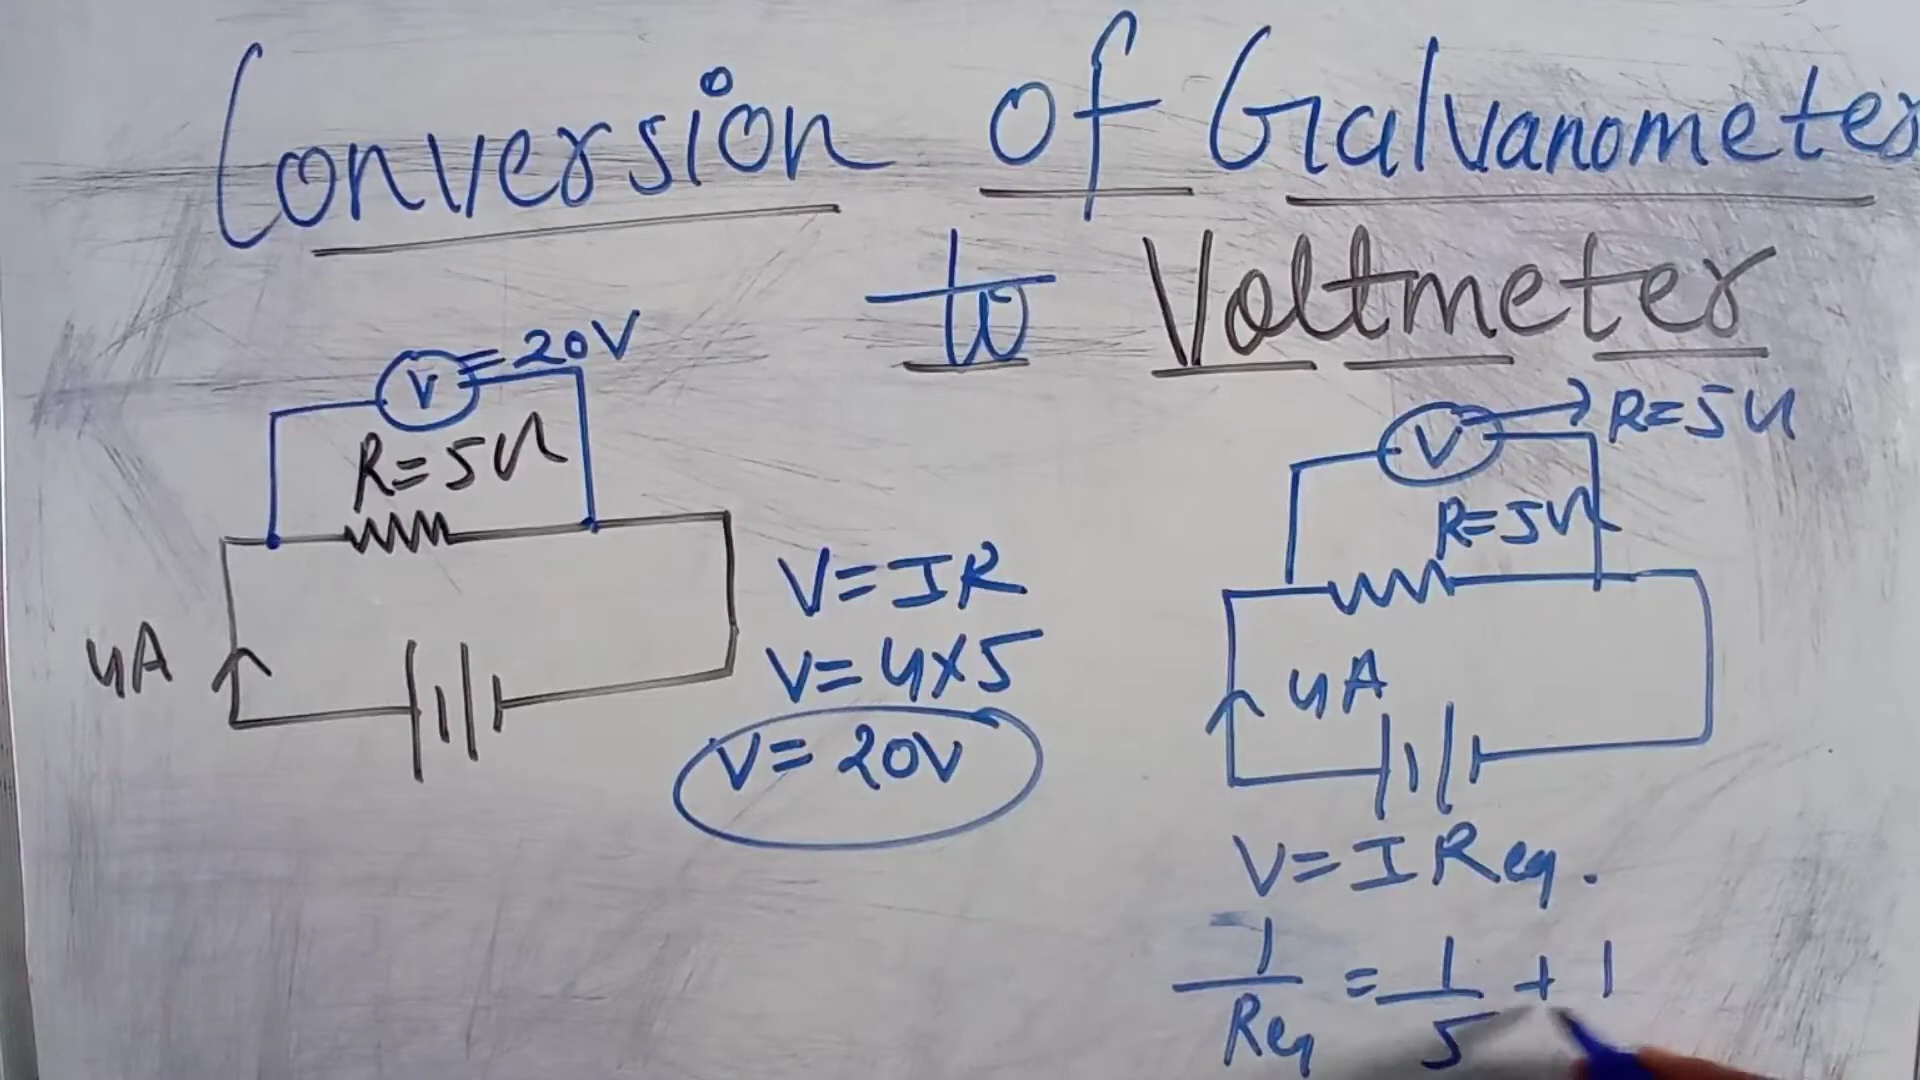 Conversion of Galvanometer
to Voltmeter
V = 20V
R=5Ω
4A
V=IR
V=4×5
V=20V
V → R=5Ω
R=5Ω
4A
V=IReq.
1/Req = 1/5 + 1